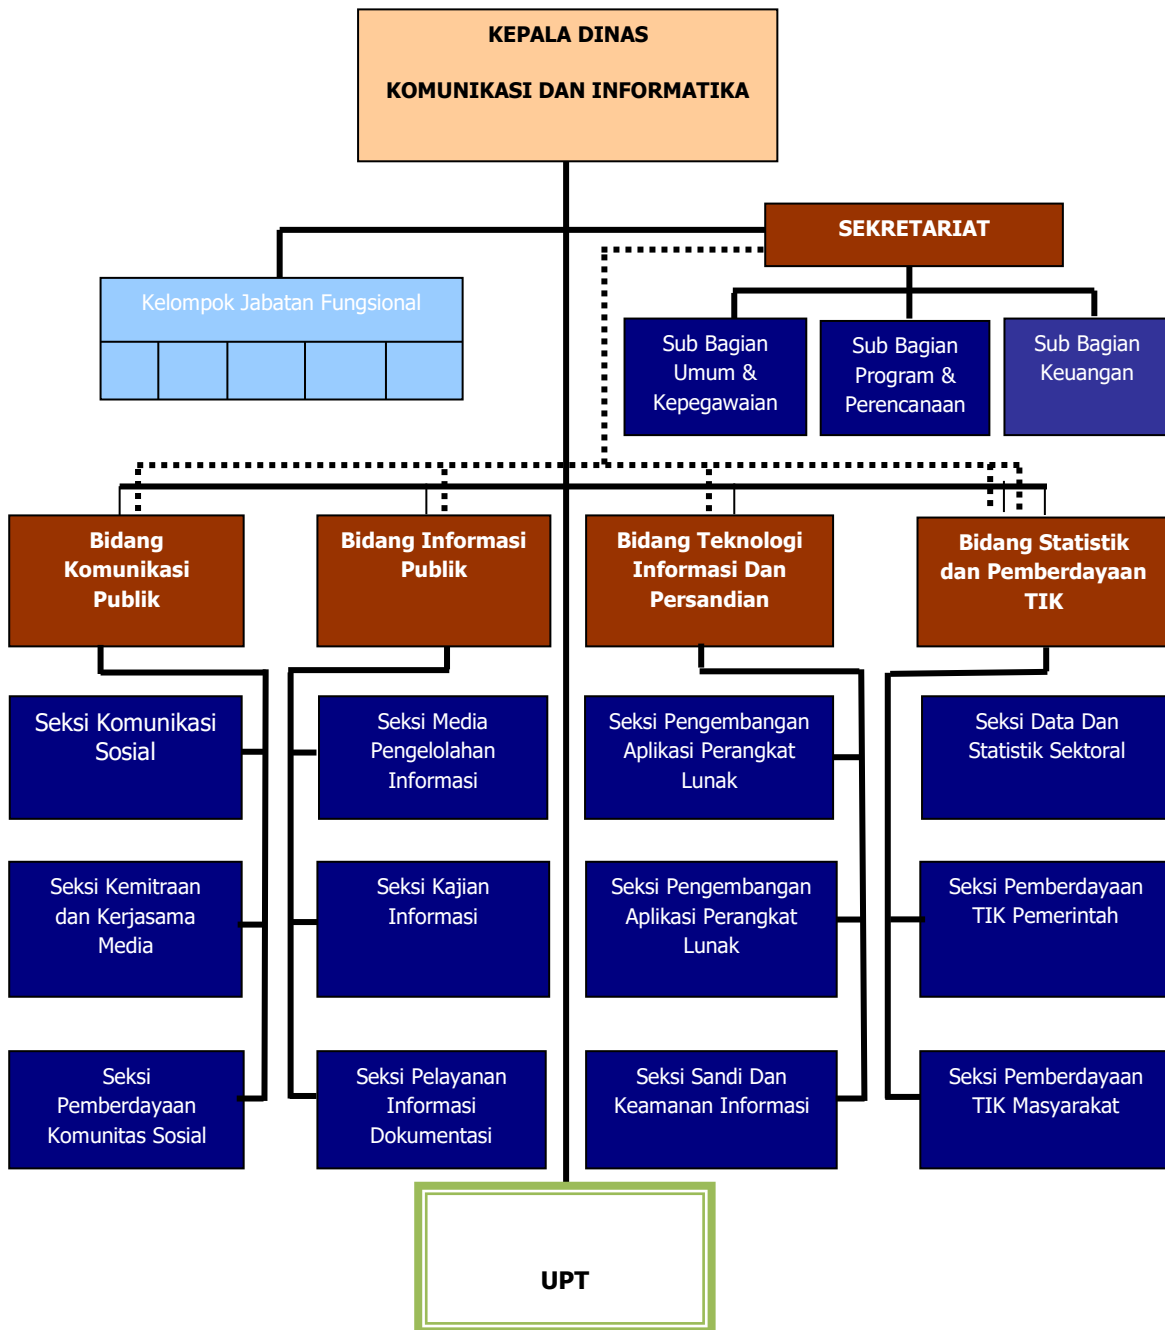 KEPALA DINAS
KOMUNIKASI DAN INFORMATIKA
SEKRETARIAT
Kelompok Jabatan Fungsional
Sub Bagian
Umum &
Kepegawaian
Sub Bagian
Program &
Perencanaan
Sub Bagian
Keuangan
Bidang
Komunikasi
Publik
Bidang Informasi
Publik
Bidang Teknologi
Informasi Dan
Persandian
Bidang Statistik
dan Pemberdayaan
TIK
Seksi Komunikasi
Sosial
Seksi Media
Pengelolahan
Informasi
Seksi Pengembangan
Aplikasi Perangkat
Lunak
Seksi Data Dan
Statistik Sektoral
Seksi Kemitraan
dan Kerjasama
Media
Seksi Kajian
Informasi
Seksi Pengembangan
Aplikasi Perangkat
Lunak
Seksi Pemberdayaan
TIK Pemerintah
Seksi
Pemberdayaan
Komunitas Sosial
Seksi Pelayanan
Informasi
Dokumentasi
Seksi Sandi Dan
Keamanan Informasi
Seksi Pemberdayaan
TIK Masyarakat
UPT